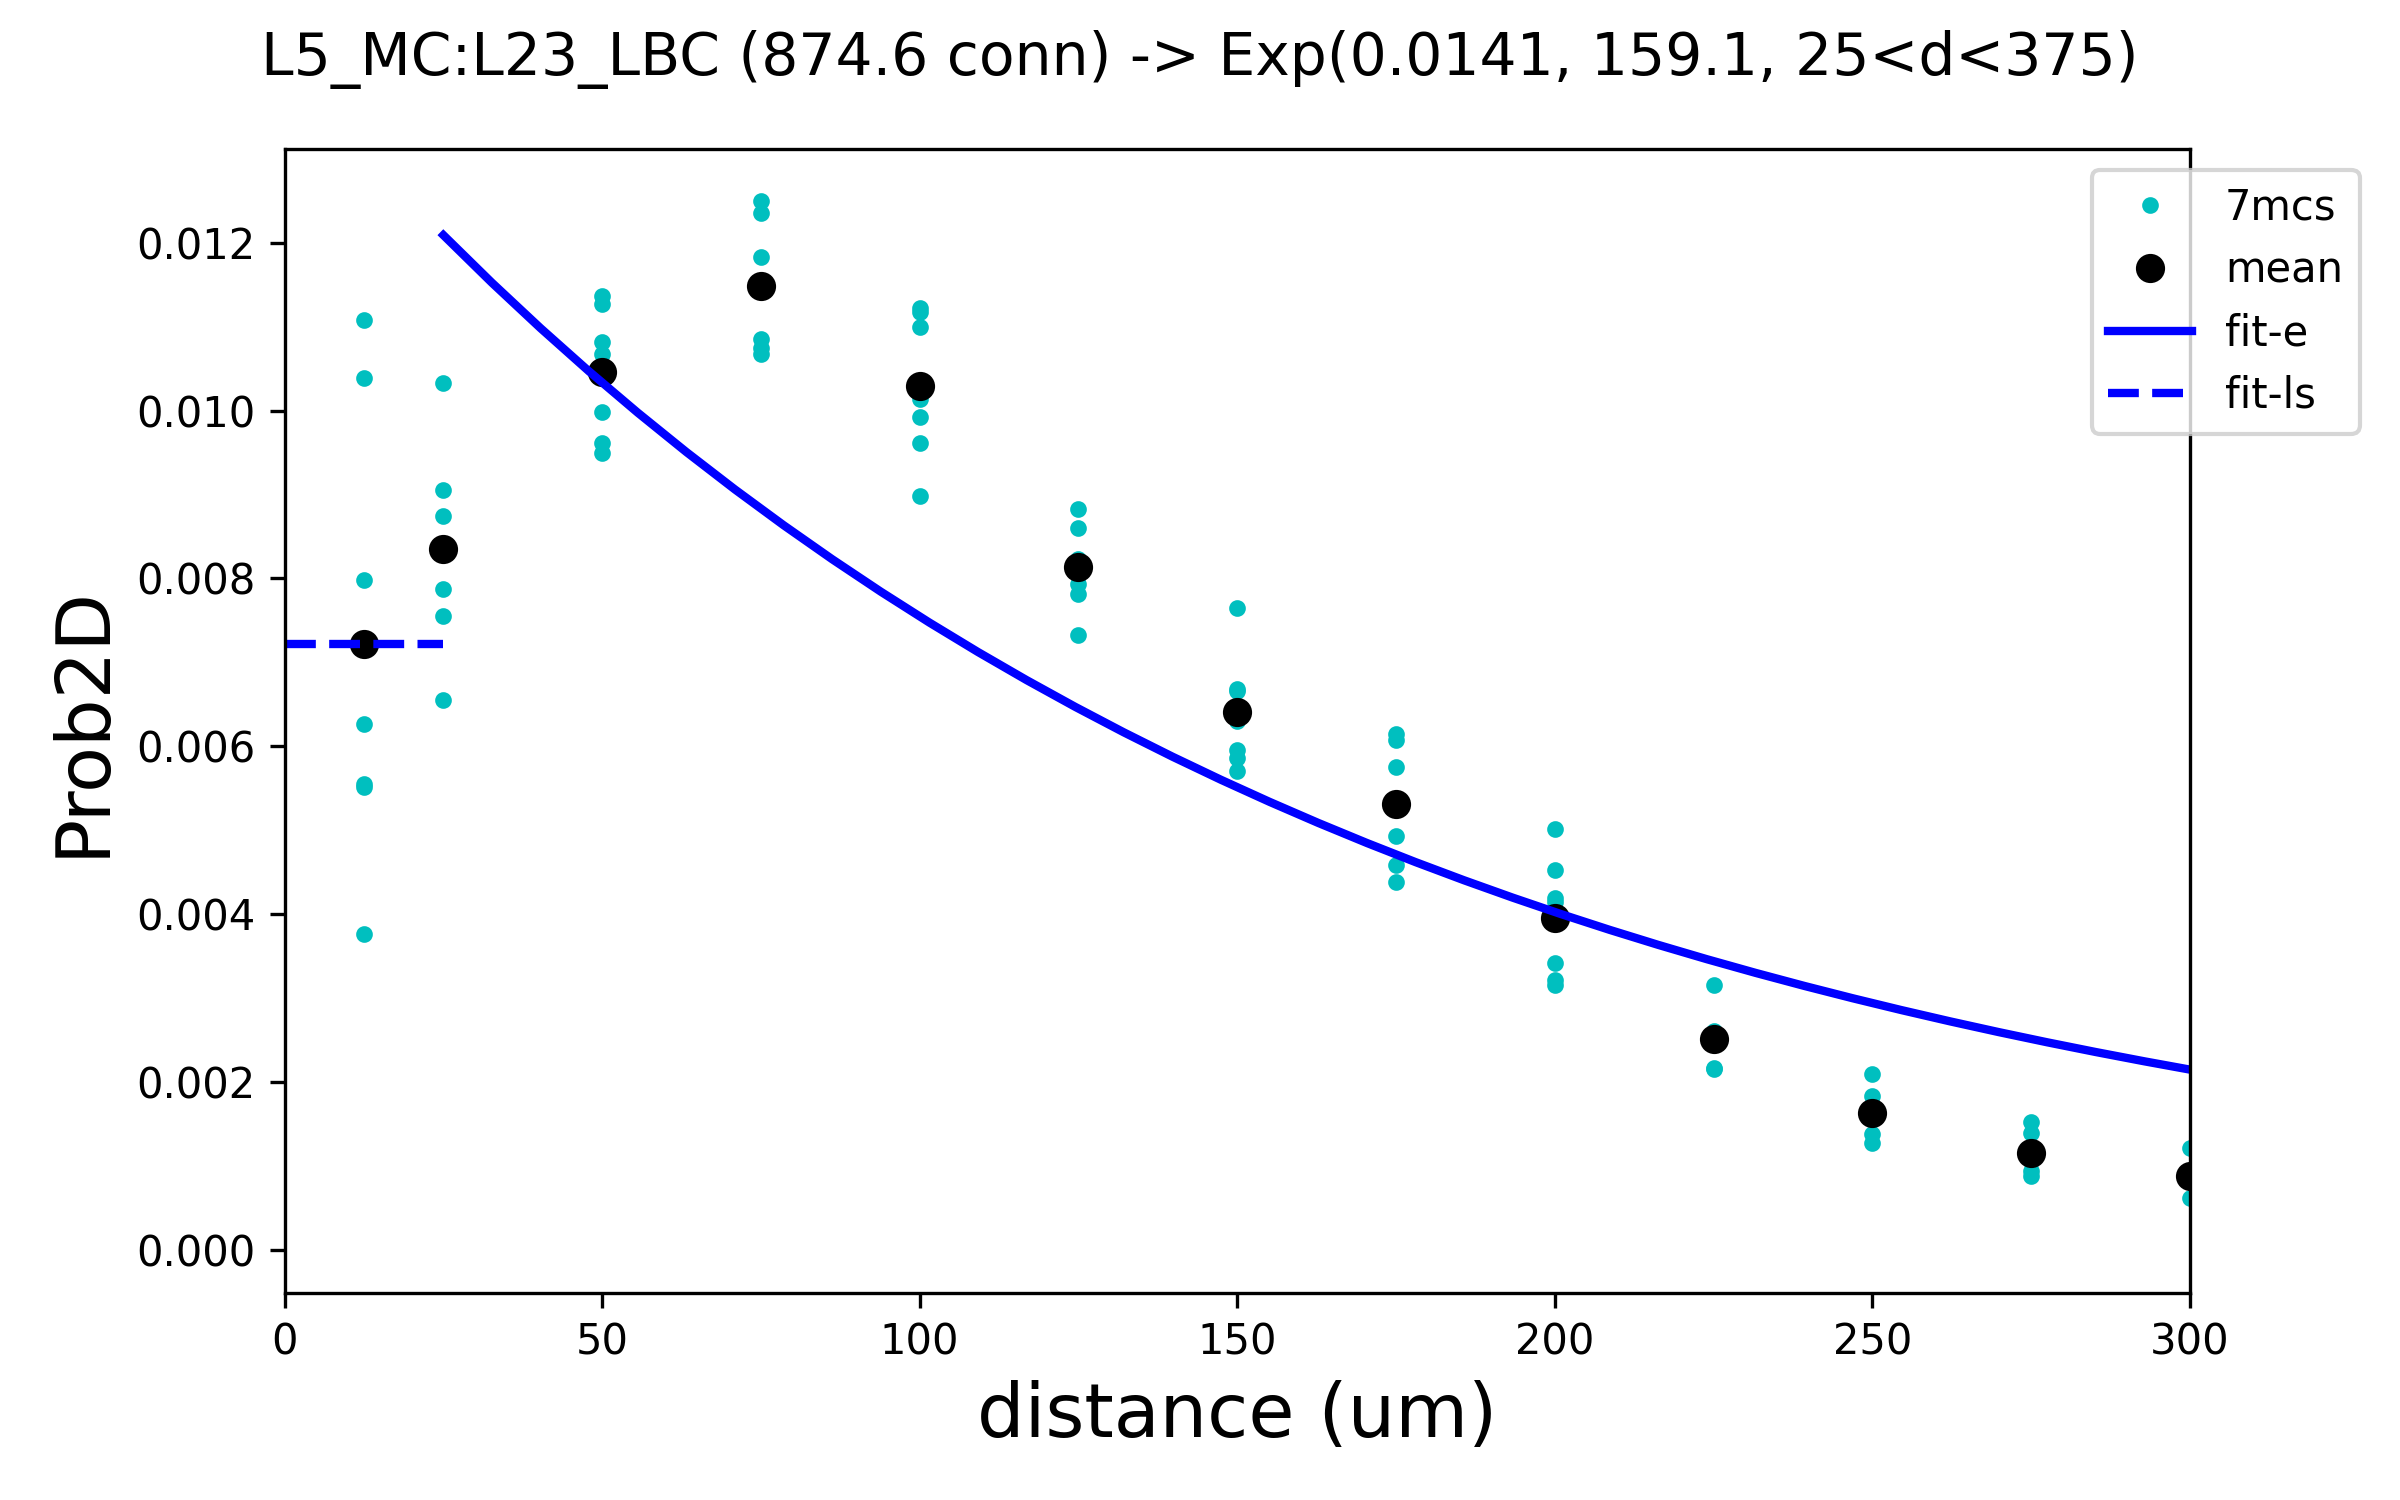 L5_MC:L23_LBC (874.6 conn) -> Exp(0.0141, 159.1, 25<d<375)
7mcs
mean
fit-e
fit-ls
0.012
0.010
0.008
0.006
0.004
0.002
0.000
Prob2D
0 50 100 150 200 250 300
distance (um)